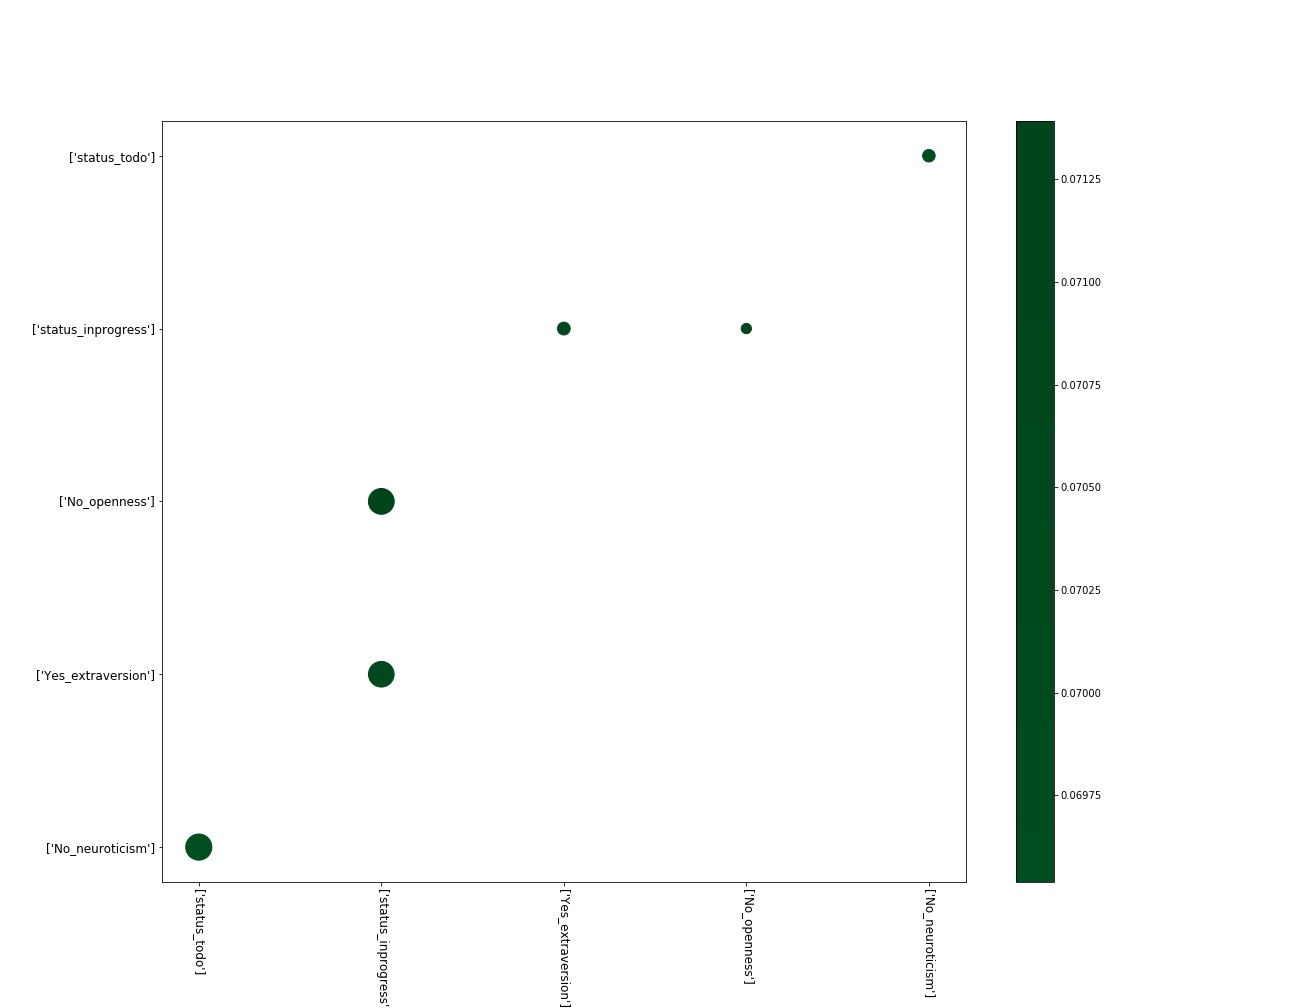 ['status_todo']
['status_inprogress']
['No_openness']
['Yes_extraversion']
['No_neuroticism']
0.07125
0.07100
0.07075
0.07050
0.07025
0.07000
0.06975
['status_todo']
['status_inprogress'
['Yes_extraversion']
['No_openness']
['No_neuroticism']